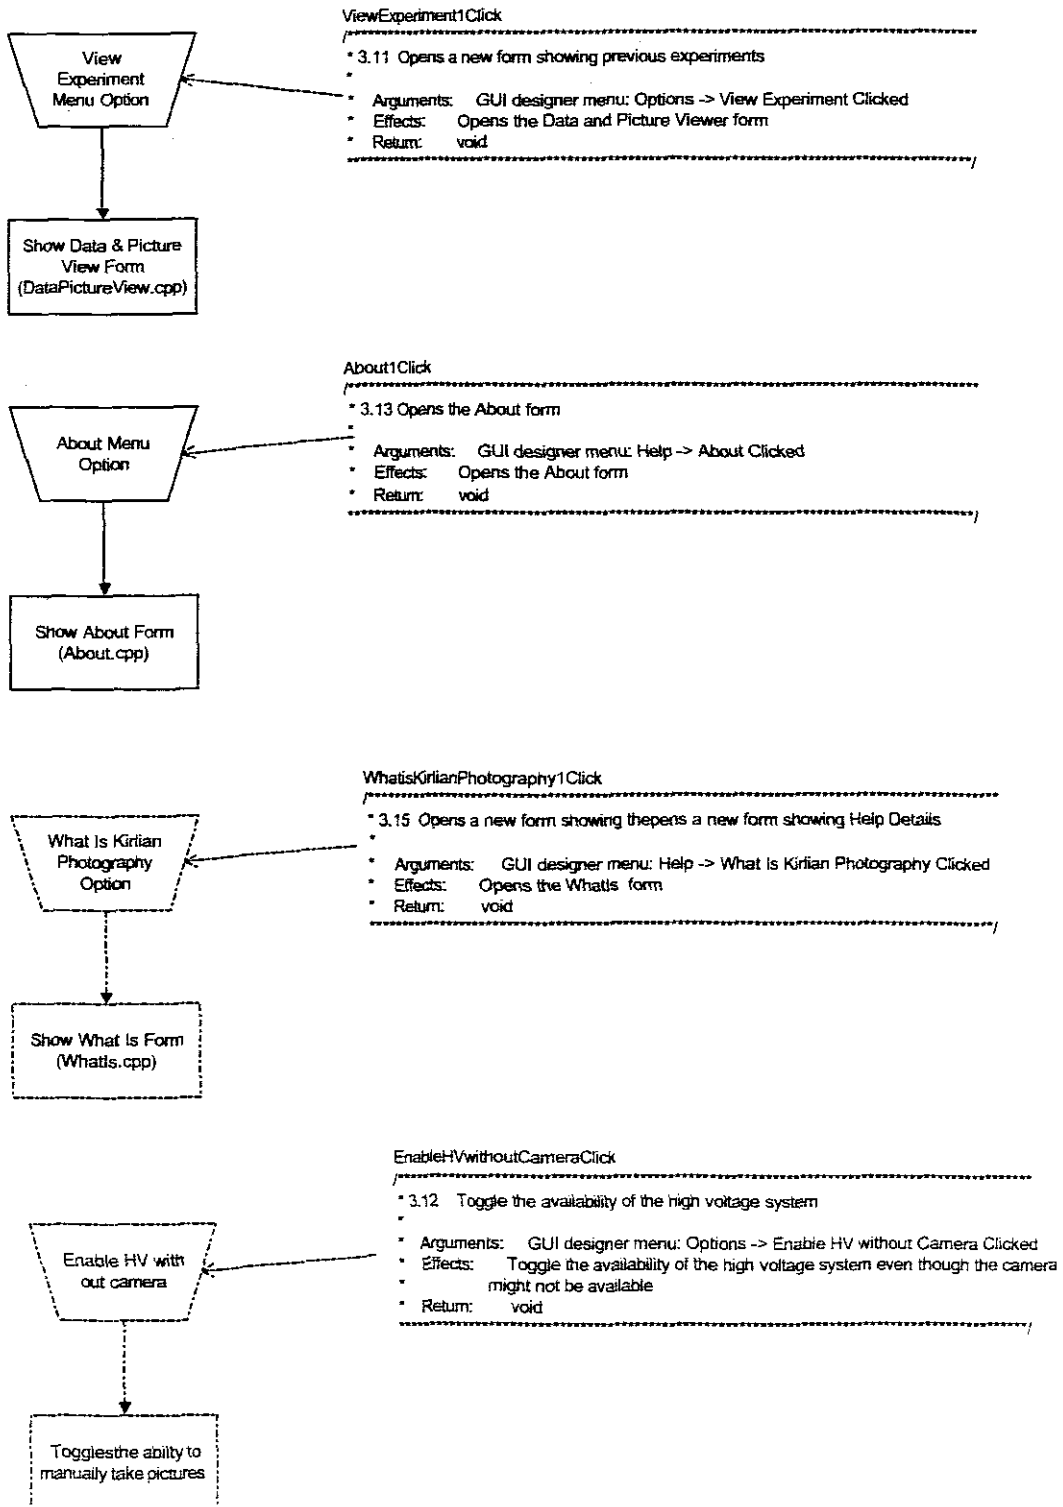 ViewExperiment1Click
/************************************************************
View
Experiment
Menu Option
* 3.11 Opens a new form showing previous experiments
*
* Arguments: GUI designer menu: Options -> View Experiment Clicked
* Effects: Opens the Data and Picture Viewer form
* Return: void
************************************************************/
Show Data & Picture
View Form
(DataPictureView.cpp)
About1Click
/************************************************************
About Menu
Option
* 3.13 Opens the About form
*
* Arguments: GUI designer menu: Help -> About Clicked
* Effects: Opens the About form
* Return: void
************************************************************/
Show About Form
(About.cpp)
WhatisKirlianPhotography1Click
/************************************************************
What Is Kirlian
Photography
Option
* 3.15 Opens a new form showing thepens a new form showing Help Details
*
* Arguments: GUI designer menu: Help -> What Is Kirlian Photography Clicked
* Effects: Opens the WhatIs form
* Return: void
************************************************************/
Show What Is Form
(WhatIs.cpp)
EnableHVwithoutCameraClick
/************************************************************
Enable HV with
out camera
* 3.12 Toggle the availability of the high voltage system
*
* Arguments: GUI designer menu: Options -> Enable HV without Camera Clicked
* Effects: Toggle the availability of the high voltage system even though the camera
* might not be available
* Return: void
************************************************************/
Togglesthe abilty to
manually take pictures